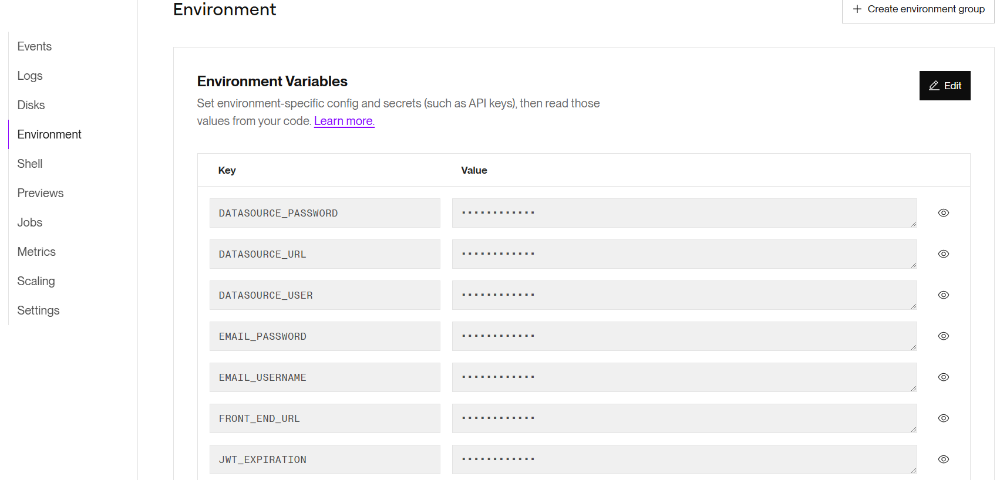 Environment
+ Create environment group
Events
Logs
Disks
Environment
Shell
Previews
Jobs
Metrics
Scaling
Settings
Environment Variables
Edit
Set environment-specific config and secrets (such as API keys), then read those
values from your code. Learn more.
Key Value
DATASOURCE_PASSWORD ············
DATASOURCE_URL ············
DATASOURCE_USER ············
EMAIL_PASSWORD ············
EMAIL_USERNAME ············
FRONT_END_URL ············
JWT_EXPIRATION ············